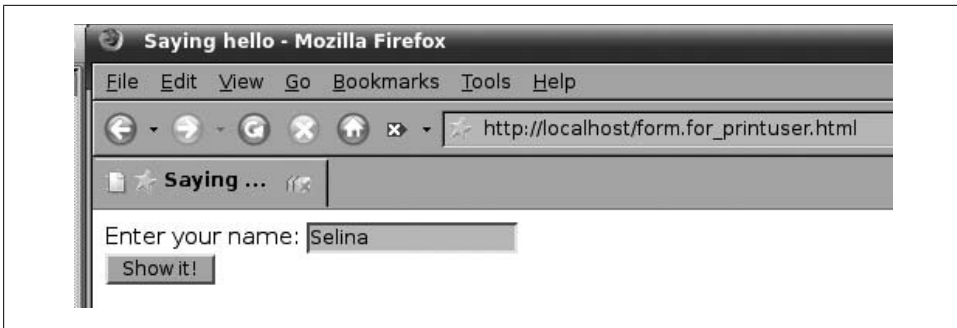 Saying hello - Mozilla Firefox
File Edit View Go Bookmarks Tools Help
http://localhost/form.for_printuser.html
Saying ...
Enter your name: Selina
Show it!